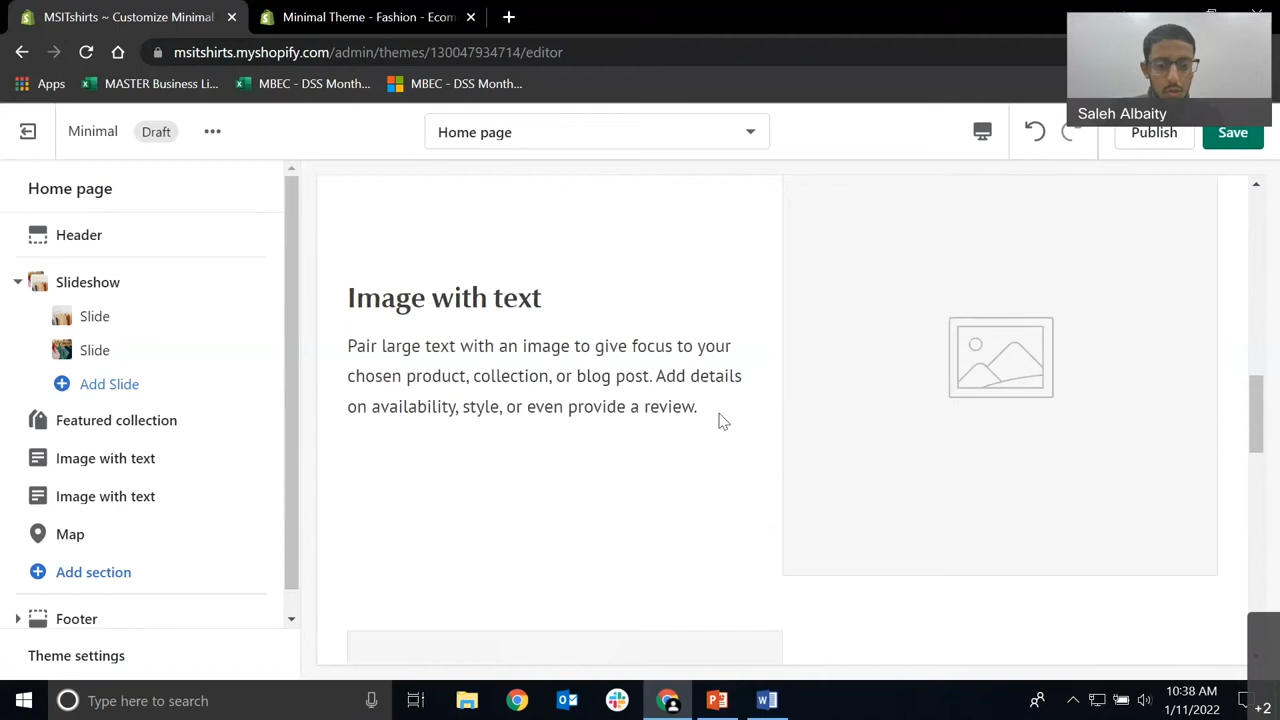 MSITshirts ~ Customize Minimal
Minimal Theme - Fashion - Ecom
msitshirts.myshopify.com/admin/themes/130047934714/editor
Apps
MASTER Business Li...
MBEC - DSS Month...
MBEC - DSS Month...
Saleh Albaity
Minimal
Draft
Home page
Publish
Save
Home page
Header
Slideshow
Slide
Slide
Add Slide
Featured collection
Image with text
Image with text
Map
Add section
Footer
Theme settings
Image with text
Pair large text with an image to give focus to your
chosen product, collection, or blog post. Add details
on availability, style, or even provide a review.
Type here to search
10:38 AM
1/11/2022
+2